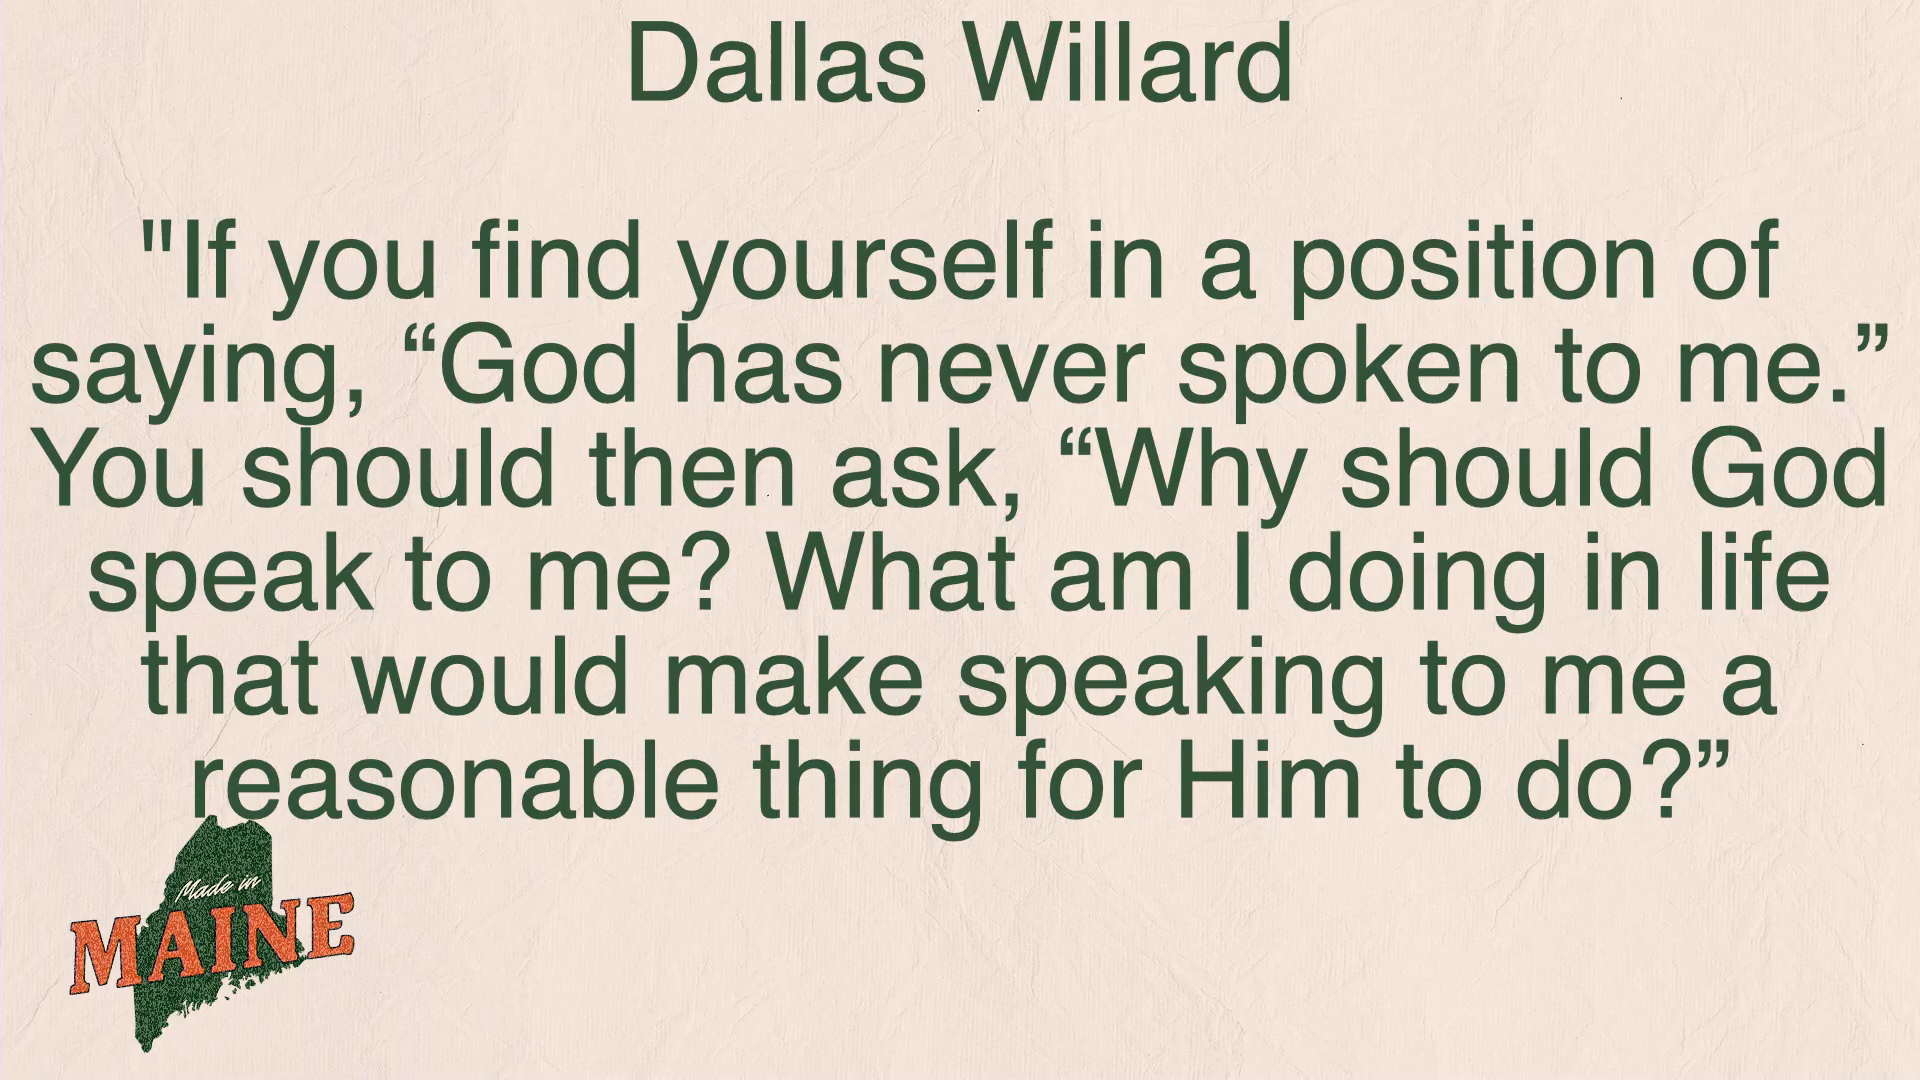 Dallas Willard
"If you find yourself in a position of
saying, “God has never spoken to me.”
You should then ask, “Why should God
speak to me? What am I doing in life
that would make speaking to me a
reasonable thing for Him to do?”
Made in
MAINE